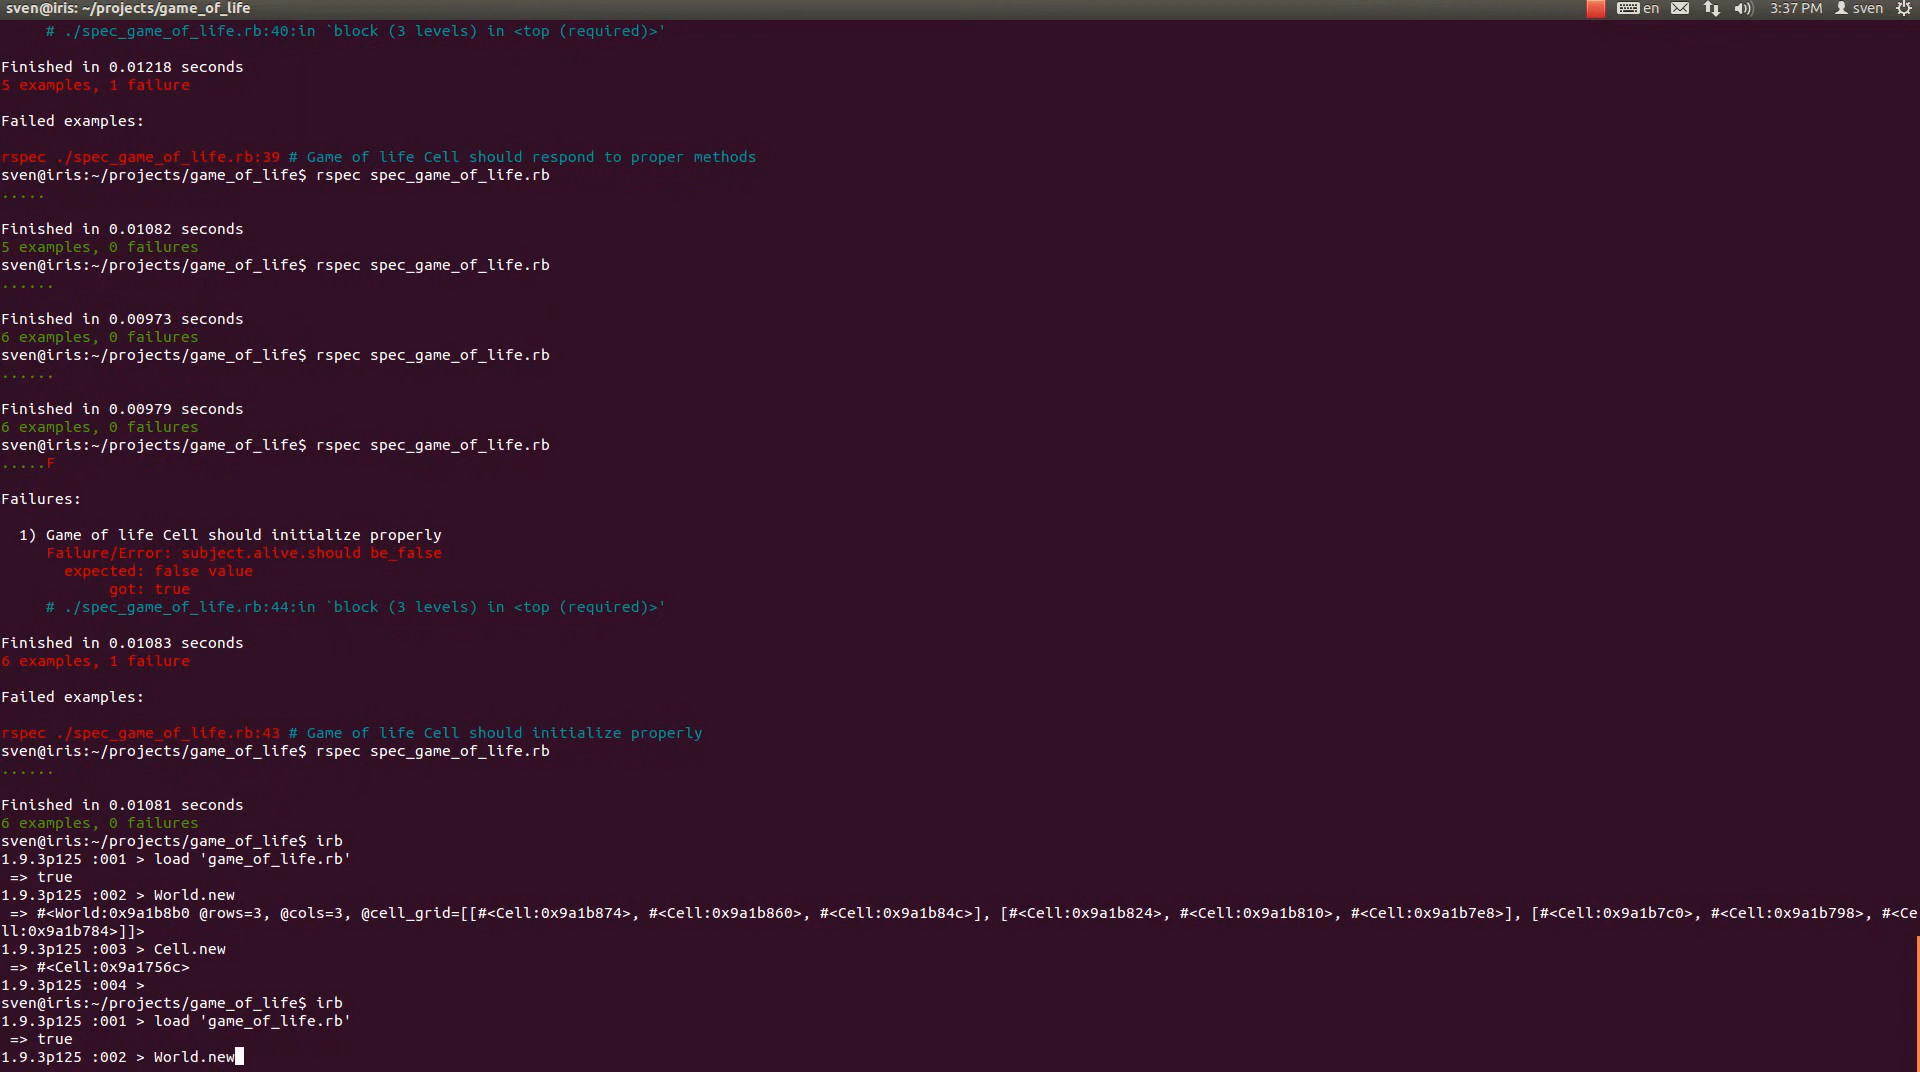 sven@iris: ~/projects/game_of_life
en
3:37 PM
sven
# ./spec_game_of_life.rb:40:in `block (3 levels) in <top (required)>'
Finished in 0.01218 seconds
5 examples, 1 failure
Failed examples:
rspec ./spec_game_of_life.rb:39 # Game of life Cell should respond to proper methods
sven@iris:~/projects/game_of_life$ rspec spec_game_of_life.rb
.....
Finished in 0.01082 seconds
5 examples, 0 failures
sven@iris:~/projects/game_of_life$ rspec spec_game_of_life.rb
......
Finished in 0.00973 seconds
6 examples, 0 failures
sven@iris:~/projects/game_of_life$ rspec spec_game_of_life.rb
......
Finished in 0.00979 seconds
6 examples, 0 failures
sven@iris:~/projects/game_of_life$ rspec spec_game_of_life.rb
.....F
Failures:
1) Game of life Cell should initialize properly
Failure/Error: subject.alive.should be_false
expected: false value
got: true
# ./spec_game_of_life.rb:44:in `block (3 levels) in <top (required)>'
Finished in 0.01083 seconds
6 examples, 1 failure
Failed examples:
rspec ./spec_game_of_life.rb:43 # Game of life Cell should initialize properly
sven@iris:~/projects/game_of_life$ rspec spec_game_of_life.rb
......
Finished in 0.01081 seconds
6 examples, 0 failures
sven@iris:~/projects/game_of_life$ irb
1.9.3p125 :001 > load 'game_of_life.rb'
=> true
1.9.3p125 :002 > World.new
=> #<World:0x9a1b8b0 @rows=3, @cols=3, @cell_grid=[[#<Cell:0x9a1b874>, #<Cell:0x9a1b860>, #<Cell:0x9a1b84c>], [#<Cell:0x9a1b824>, #<Cell:0x9a1b810>, #<Cell:0x9a1b7e8>], [#<Cell:0x9a1b7c0>, #<Cell:0x9a1b798>, #<Ce
ll:0x9a1b784>]]>
1.9.3p125 :003 > Cell.new
=> #<Cell:0x9a1756c>
1.9.3p125 :004 >
sven@iris:~/projects/game_of_life$ irb
1.9.3p125 :001 > load 'game_of_life.rb'
=> true
1.9.3p125 :002 > World.new